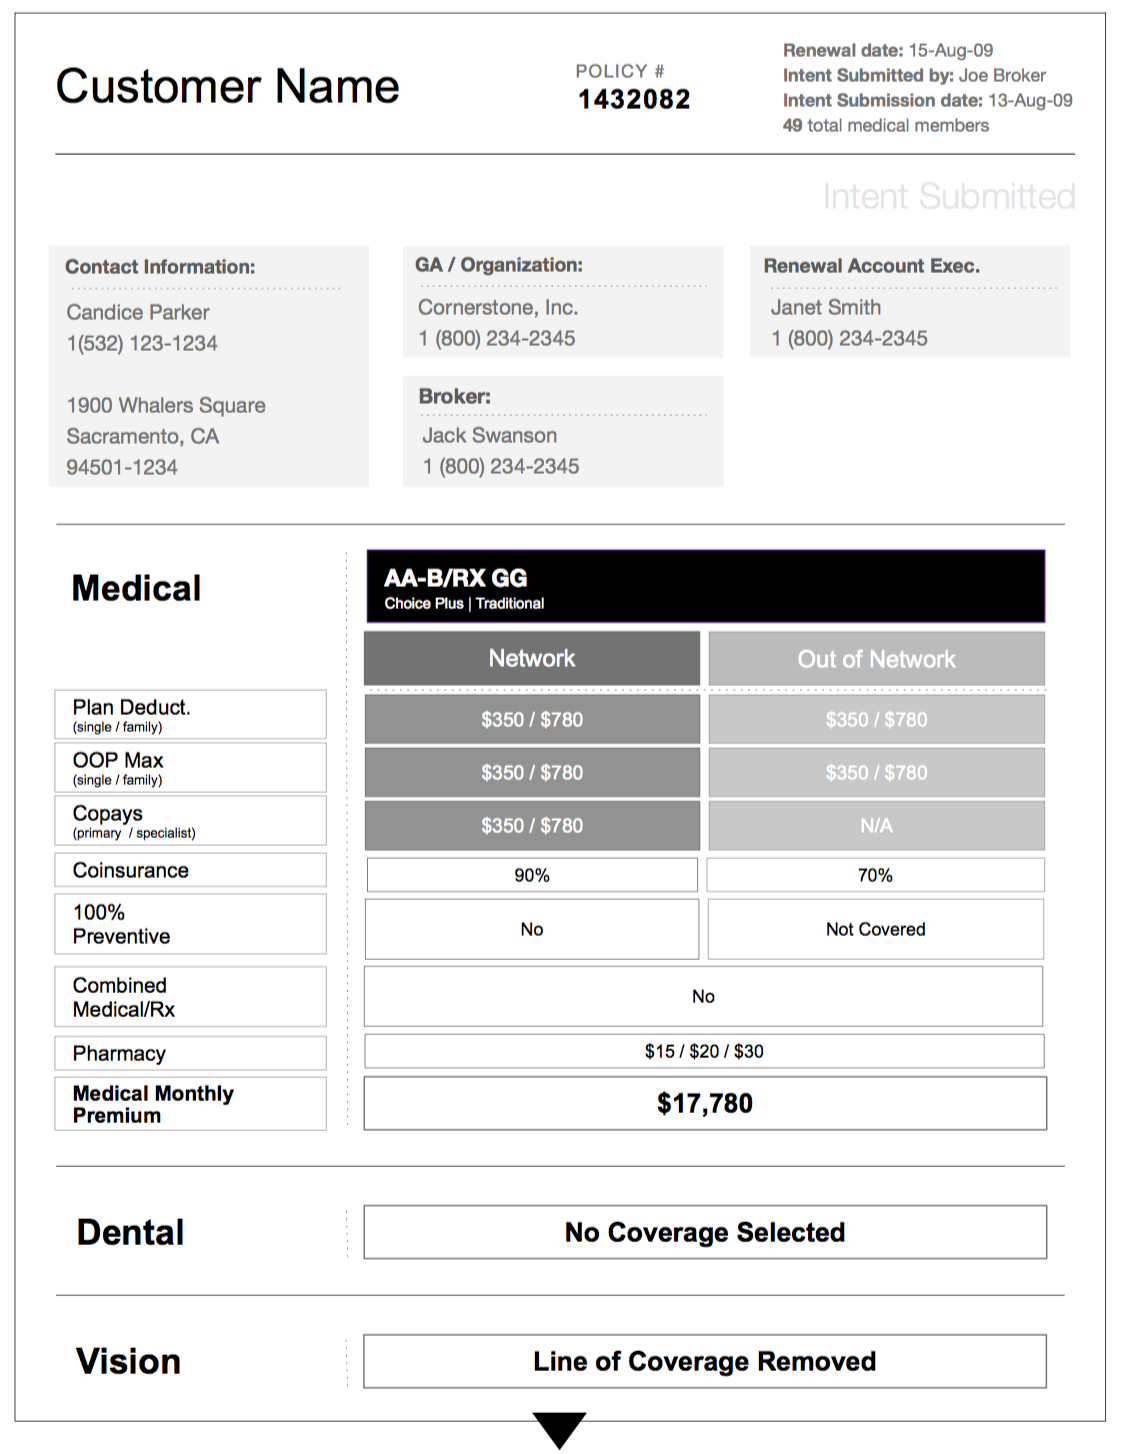 Customer Name
POLICY #
1432082
Renewal date: 15-Aug-09
Intent Submitted by: Joe Broker
Intent Submission date: 13-Aug-09
49 total medical members
Intent Submitted
Contact Information:
Candice Parker
1(532) 123-1234
1900 Whalers Square
Sacramento, CA
94501-1234
GA / Organization:
Cornerstone, Inc.
1 (800) 234-2345
Broker:
Jack Swanson
1 (800) 234-2345
Renewal Account Exec.
Janet Smith
1 (800) 234-2345
Medical
AA-B/RX GG
Choice Plus | Traditional
Network
Out of Network
Plan Deduct.
(single / family)
$350 / $780
$350 / $780
OOP Max
(single / family)
$350 / $780
$350 / $780
Copays
(primary / specialist)
$350 / $780
N/A
Coinsurance
90%
70%
100%
Preventive
No
Not Covered
Combined
Medical/Rx
No
Pharmacy
$15 / $20 / $30
Medical Monthly
Premium
$17,780
Dental
No Coverage Selected
Vision
Line of Coverage Removed